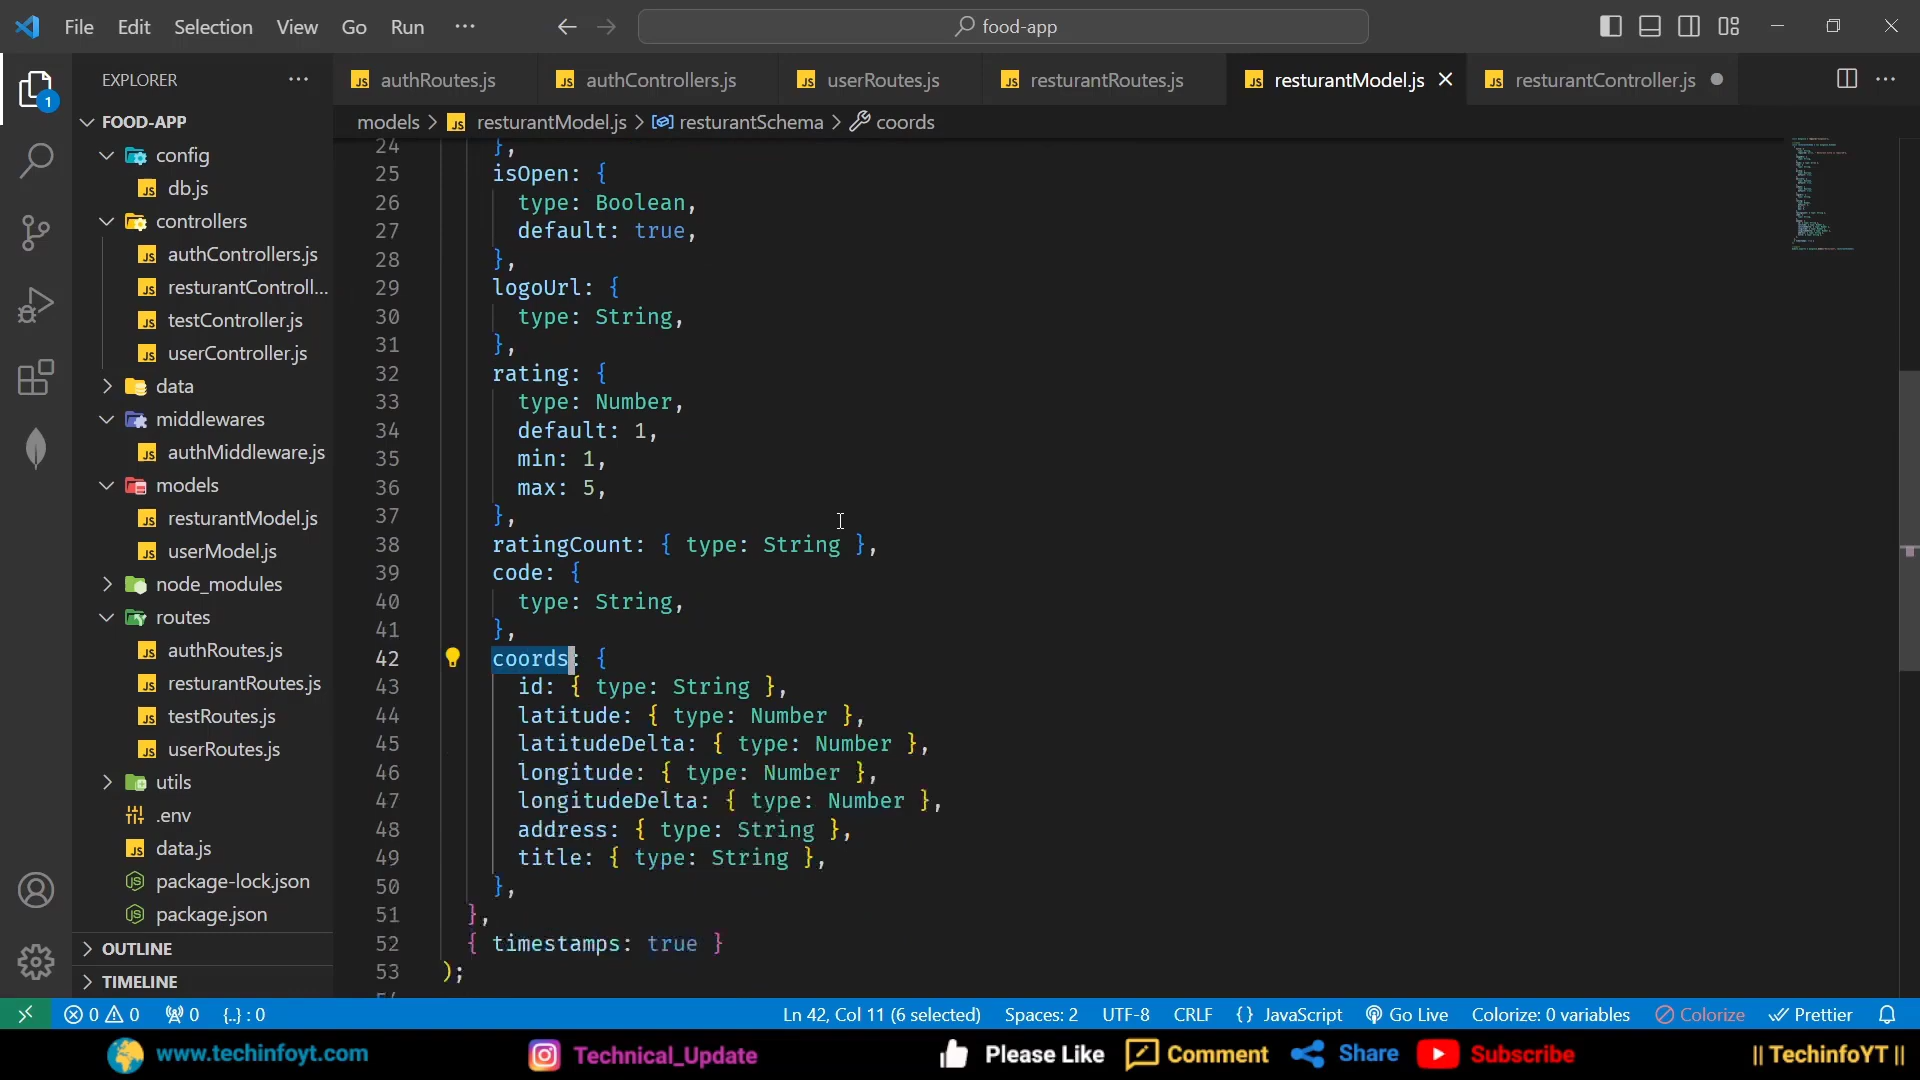 File Edit Selection View Go Run ··· food-app
EXPLORER ···
authRoutes.js authControllers.js userRoutes.js resturantRoutes.js resturantModel.js resturantController.js
models > resturantModel.js > resturantSchema > coords
1
FOOD-APP
config
db.js
controllers
authControllers.js
resturantControll...
testController.js
userController.js
data
middlewares
authMiddleware.js
models
resturantModel.js
userModel.js
node_modules
routes
authRoutes.js
resturantRoutes.js
testRoutes.js
userRoutes.js
utils
.env
data.js
package-lock.json
package.json
OUTLINE
TIMELINE
24 },
25 isOpen: {
26 type: Boolean,
27 default: true,
28 },
29 logoUrl: {
30 type: String,
31 },
32 rating: {
33 type: Number,
34 default: 1,
35 min: 1,
36 max: 5,
37 },
38 ratingCount: { type: String },
39 code: {
40 type: String,
41 },
42 coords: {
43 id: { type: String },
44 latitude: { type: Number },
45 latitudeDelta: { type: Number },
46 longitude: { type: Number },
47 longitudeDelta: { type: Number },
48 address: { type: String },
49 title: { type: String },
50 },
51 },
52 { timestamps: true }
53 );
0 0 0 {..} : 0 Ln 42, Col 11 (6 selected) Spaces: 2 UTF-8 CRLF {} JavaScript Go Live Colorize: 0 variables Colorize Prettier
www.techinfoyt.com Technical_Update Please Like Comment Share Subscribe || TechinfoYT ||